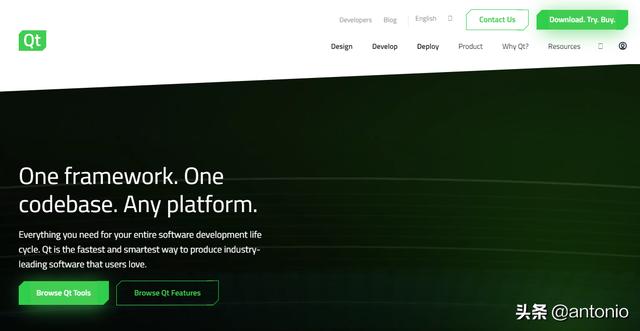 Developers Blog English
Contact Us
Download. Try. Buy.
Qt
Design Develop Deploy Product Why Qt? Resources
One framework. One
codebase. Any platform.
Everything you need for your entire software development life
cycle. Qt is the fastest and smartest way to produce industry-
leading software that users love.
Browse Qt Tools
Browse Qt Features
头条 @antonio